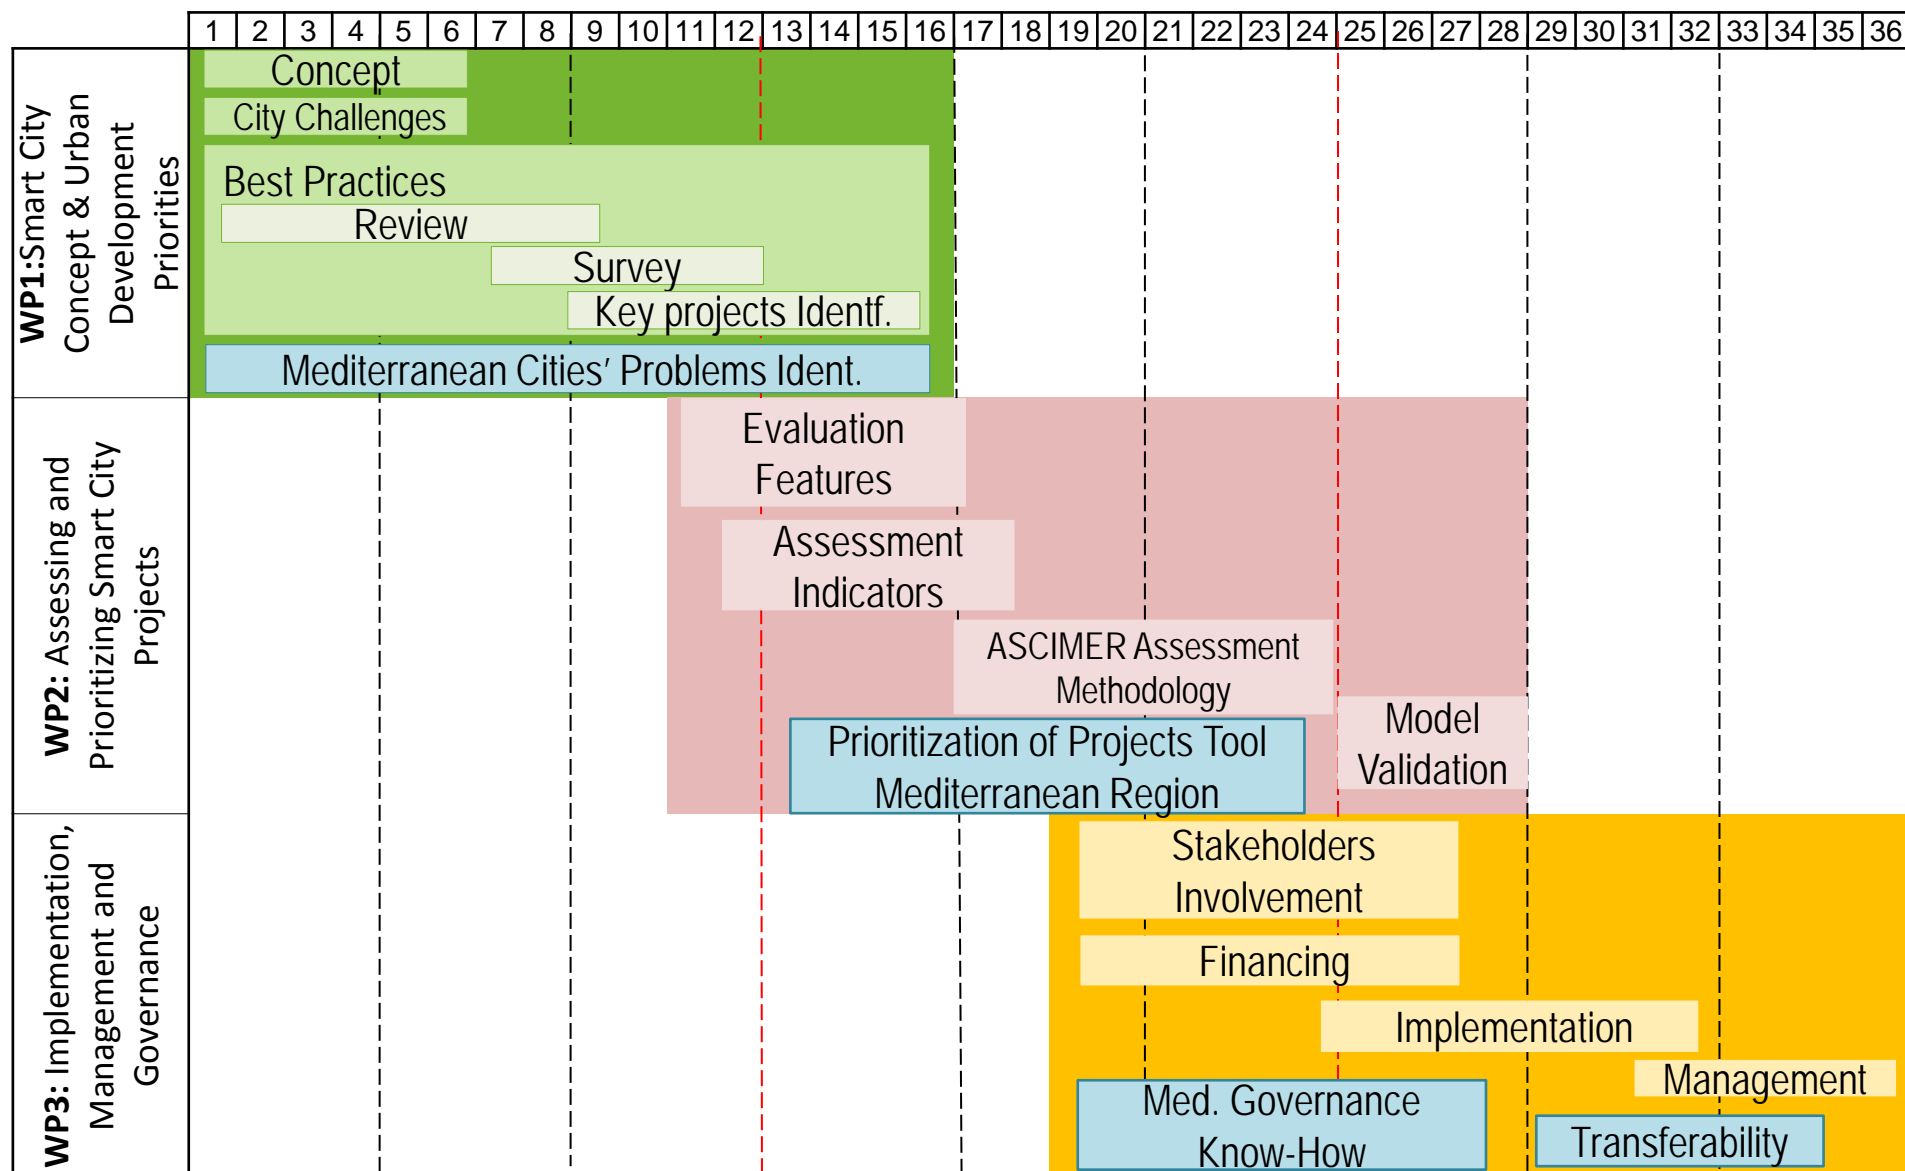 1 2 3 4 5 6 7 8 9 10 11 12 13 14 15 16 17 18 19 20 21 22 23 24 25 26 27 28 29 30 31 32 33 34 35 36
WP1:Smart City
Concept & Urban
Development
Priorities
Concept
City Challenges
Best Practices
Review
Survey
Key projects Identf.
Mediterranean Cities' Problems Ident.
WP2: Assessing and
Prioritizing Smart City
Projects
Evaluation
Features
Assessment
Indicators
ASCIMER Assessment
Methodology
Prioritization of Projects Tool
Mediterranean Region
Model
Validation
WP3: Implementation,
Management and
Governance
Stakeholders
Involvement
Financing
Implementation
Management
Med. Governance
Know-How
Transferability